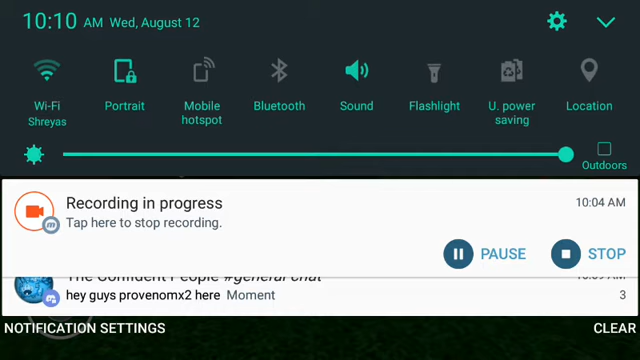 10:10 AM Wed, August 12
Wi-Fi
Shreyas
Portrait
Mobile
hotspot
Bluetooth
Sound
Flashlight
U. power
saving
Location
Outdoors
Recording in progress
10:04 AM
Tap here to stop recording.
PAUSE
STOP
The Confident People #general chat
hey guys provenomx2 here Moment
3
NOTIFICATION SETTINGS
CLEAR